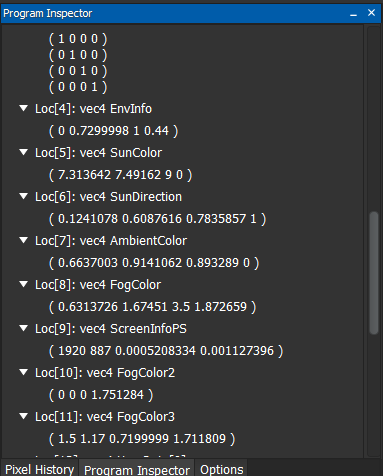 Program Inspector
( 1 0 0 0 )
( 0 1 0 0 )
( 0 0 1 0 )
( 0 0 0 1 )
Loc[4]: vec4 EnvInfo
( 0 0.7299998 1 0.44 )
Loc[5]: vec4 SunColor
( 7.313642 7.49162 9 0 )
Loc[6]: vec4 SunDirection
( 0.1241078 0.6087616 0.7835857 1 )
Loc[7]: vec4 AmbientColor
( 0.6637003 0.9141062 0.893289 0 )
Loc[8]: vec4 FogColor
( 0.6313726 1.67451 3.5 1.872659 )
Loc[9]: vec4 ScreenInfoPS
( 1920 887 0.0005208334 0.001127396 )
Loc[10]: vec4 FogColor2
( 0 0 0 1.751284 )
Loc[11]: vec4 FogColor3
( 1.5 1.17 0.7199999 1.711809 )
Pixel History Program Inspector Options